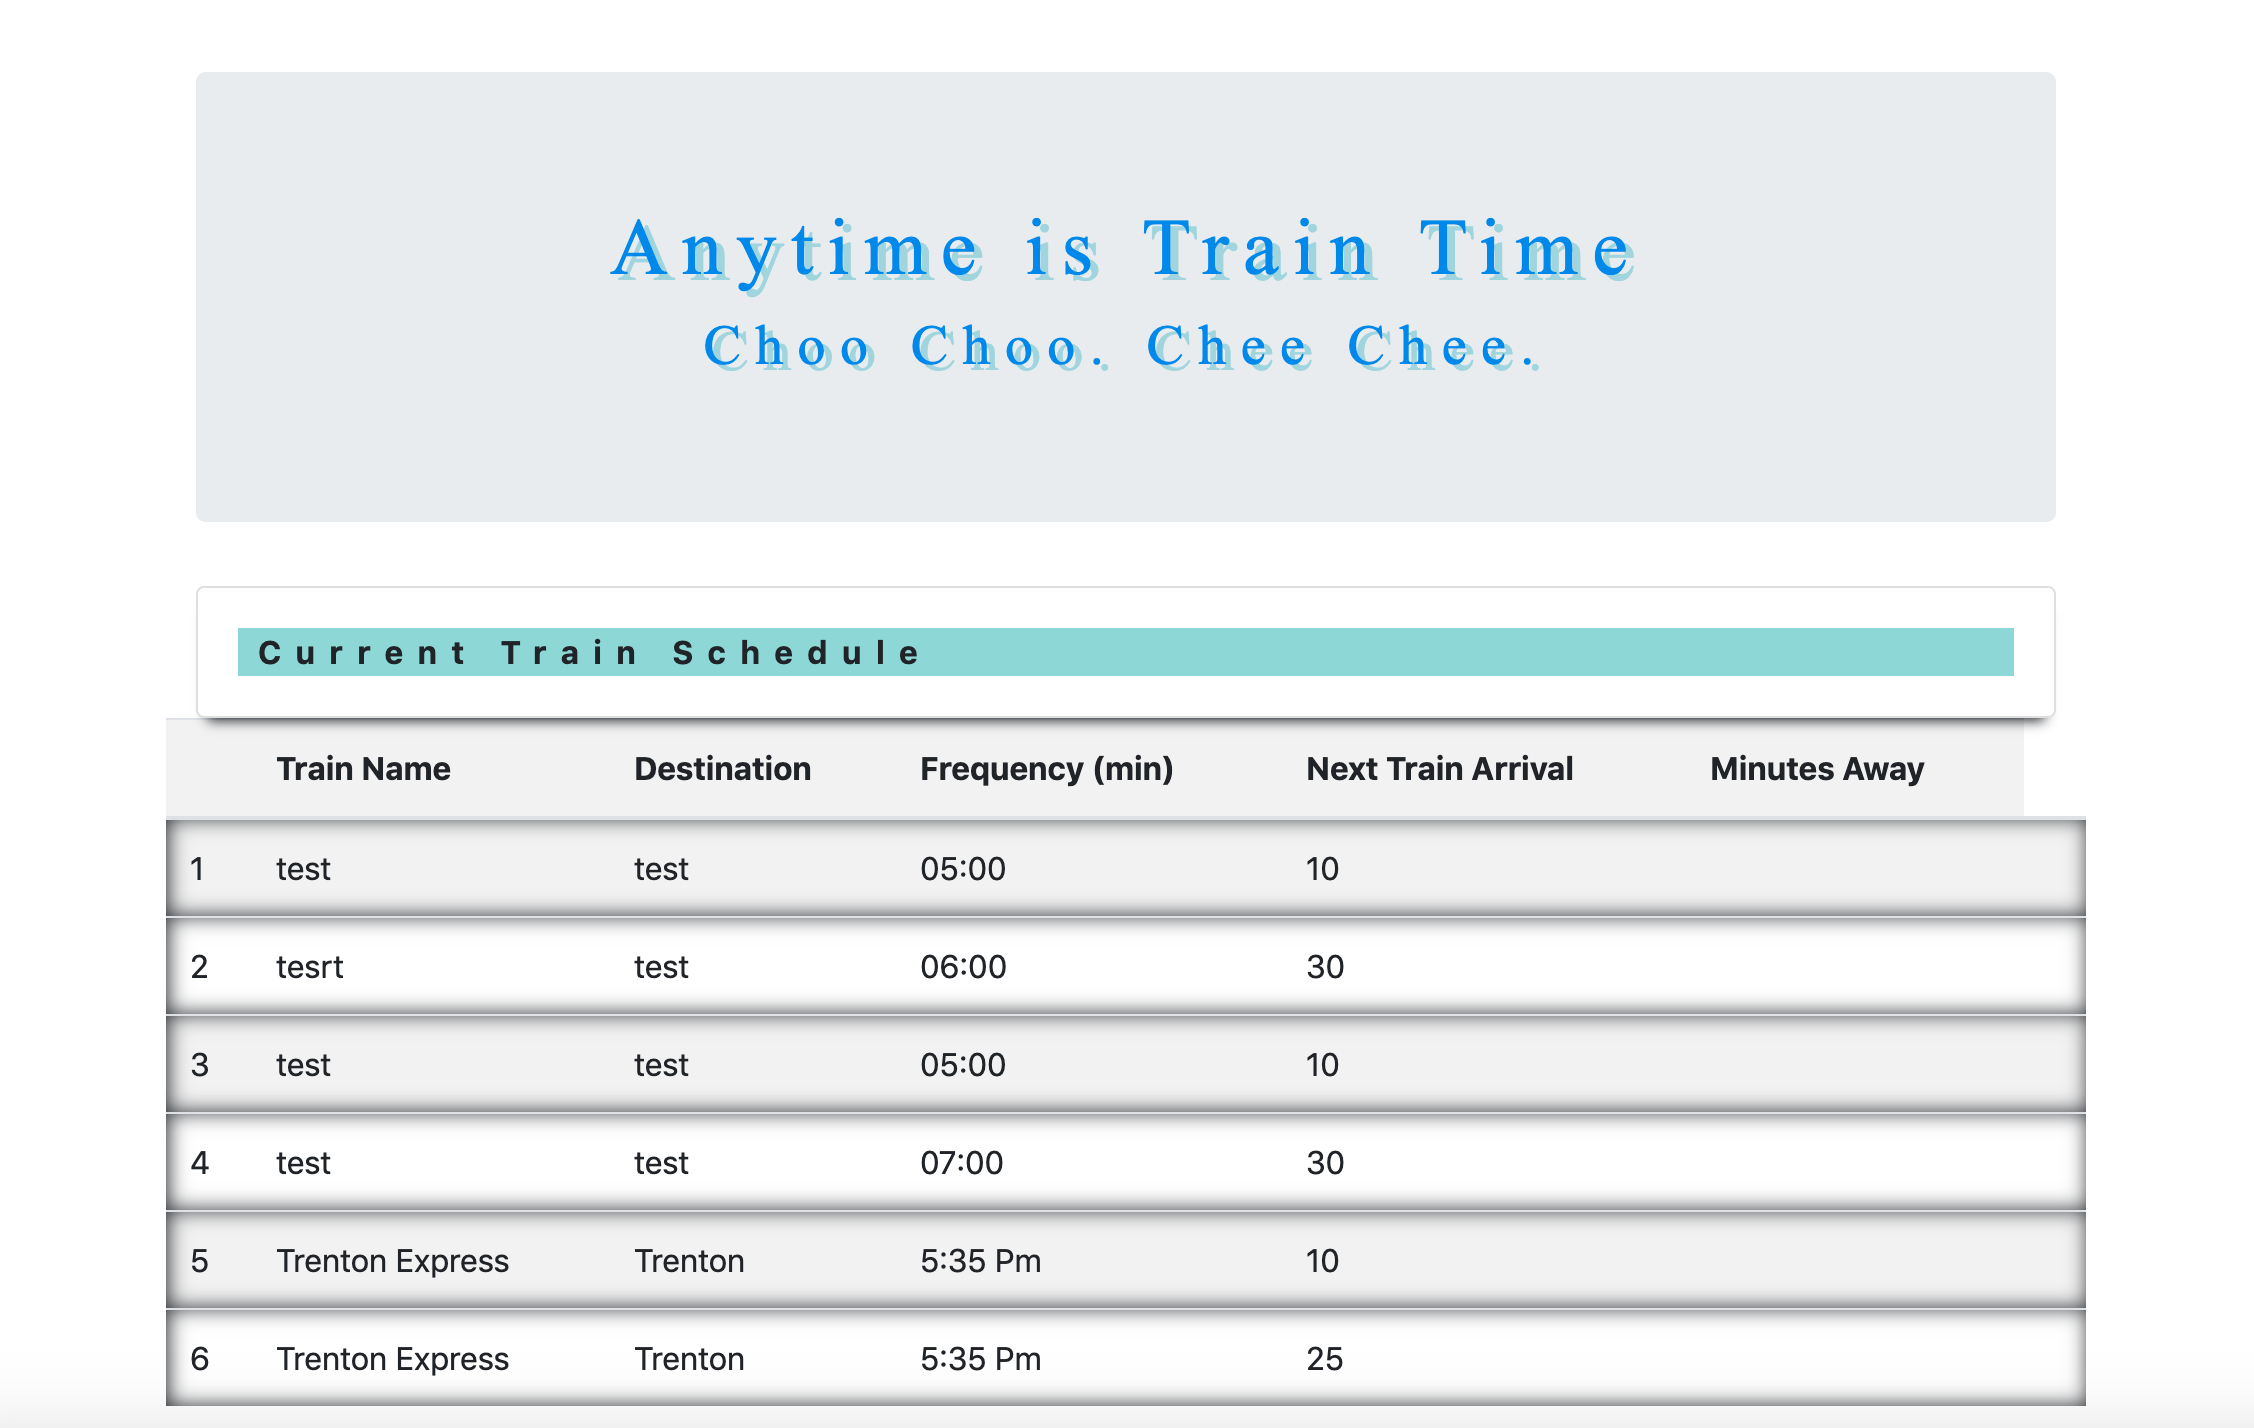 Anytime is Train Time
Choo Choo. Chee Chee.
Current Train Schedule
Train Name Destination Frequency (min) Next Train Arrival Minutes Away
1 test test 05:00 10
2 tesrt test 06:00 30
3 test test 05:00 10
4 test test 07:00 30
5 Trenton Express Trenton 5:35 Pm 10
6 Trenton Express Trenton 5:35 Pm 25